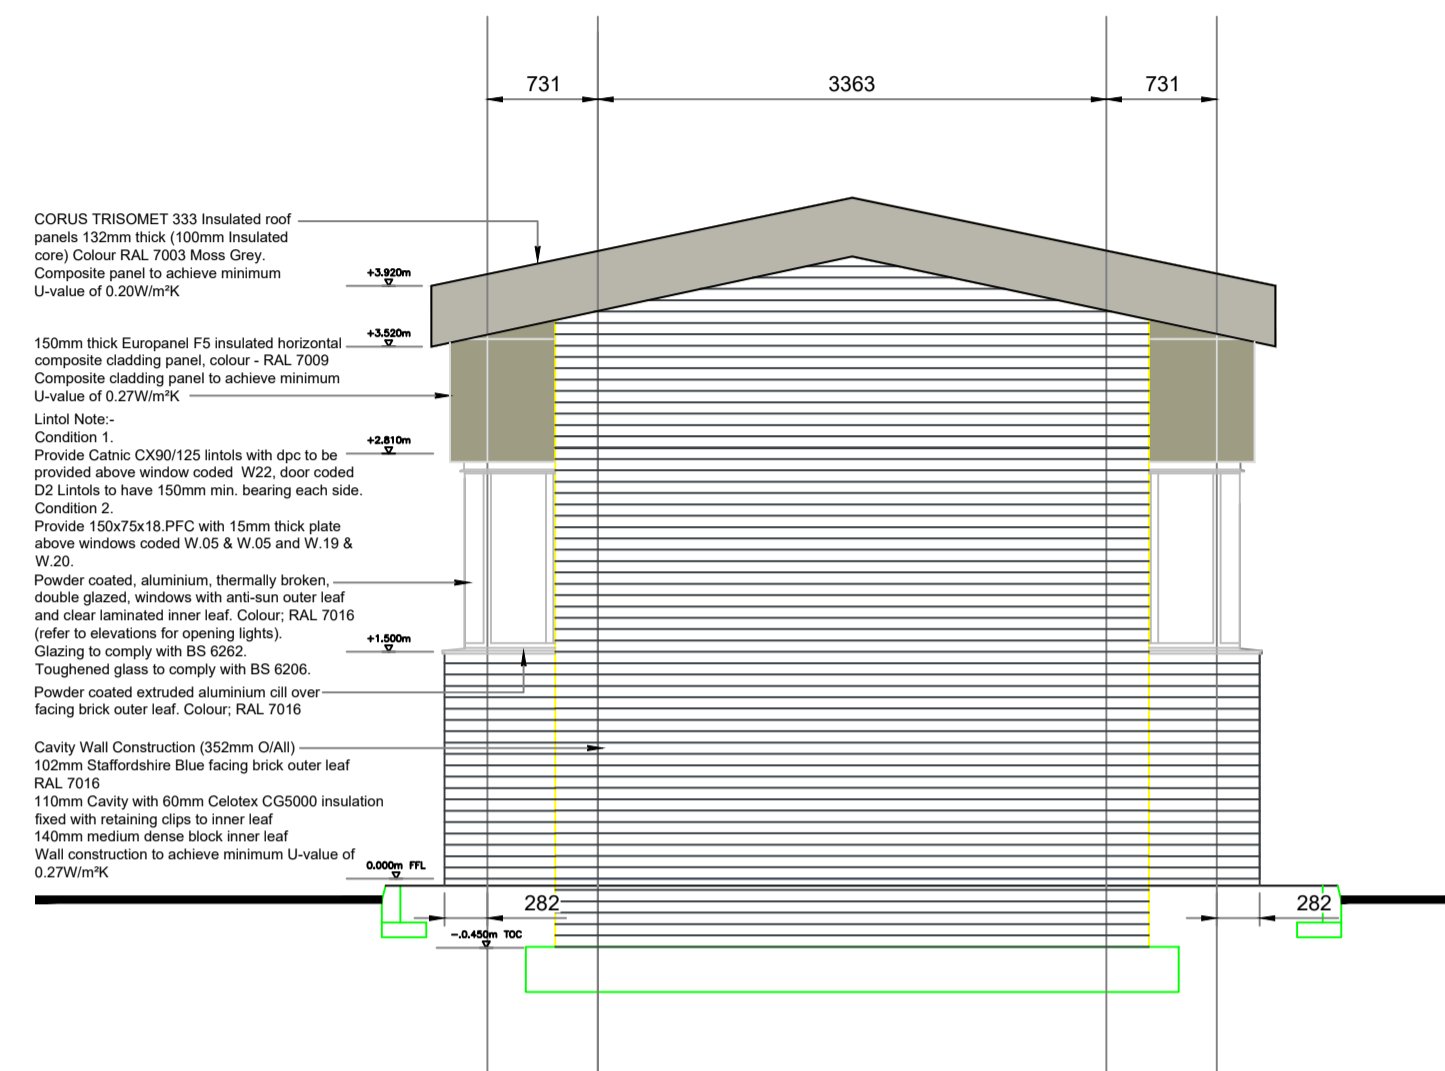 731
3363
731
CORUS TRISOMET 333 Insulated roof
panels 132mm thick (100mm Insulated
core) Colour RAL 7003 Moss Grey.
Composite panel to achieve minimum
U-value of 0.20W/m²K
+3.920m
+3.520m
150mm thick Europanel F5 insulated horizontal
composite cladding panel, colour - RAL 7009
Composite cladding panel to achieve minimum
U-value of 0.27W/m²K
Lintol Note:-
Condition 1.
+2.810m
Provide Catnic CX90/125 lintols with dpc to be
provided above window coded W22, door coded
D2 Lintols to have 150mm min. bearing each side.
Condition 2.
Provide 150x75x18.PFC with 15mm thick plate
above windows coded W.05 & W.05 and W.19 &
W.20.
Powder coated, aluminium, thermally broken,
double glazed, windows with anti-sun outer leaf
and clear laminated inner leaf. Colour; RAL 7016
(refer to elevations for opening lights).
+1.500m
Glazing to comply with BS 6262.
Toughened glass to comply with BS 6206.
Powder coated extruded aluminium cill over
facing brick outer leaf. Colour; RAL 7016
Cavity Wall Construction (352mm O/All)
102mm Staffordshire Blue facing brick outer leaf
RAL 7016
110mm Cavity with 60mm Celotex CG5000 insulation
fixed with retaining clips to inner leaf
140mm medium dense block inner leaf
Wall construction to achieve minimum U-value of
0.27W/m²K
0.000m FFL
282
282
-.0.450m TOC